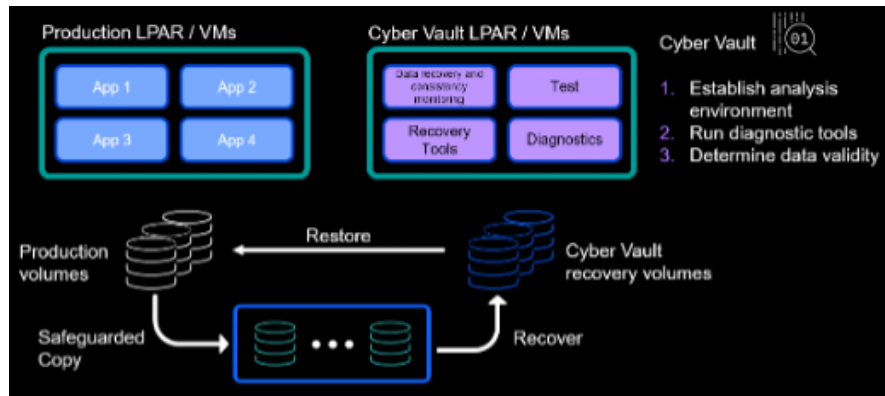 Production LPAR / VMs
App 1
App 2
App 3
App 4
Cyber Vault LPAR / VMs
Data recovery and
consistency
monitoring
Test
Recovery
Tools
Diagnostics
Cyber Vault
01
1. Establish analysis
environment
2. Run diagnostic tools
3. Determine data validity
Production
volumes
Restore
Cyber Vault
recovery volumes
Safeguarded
Copy
Recover